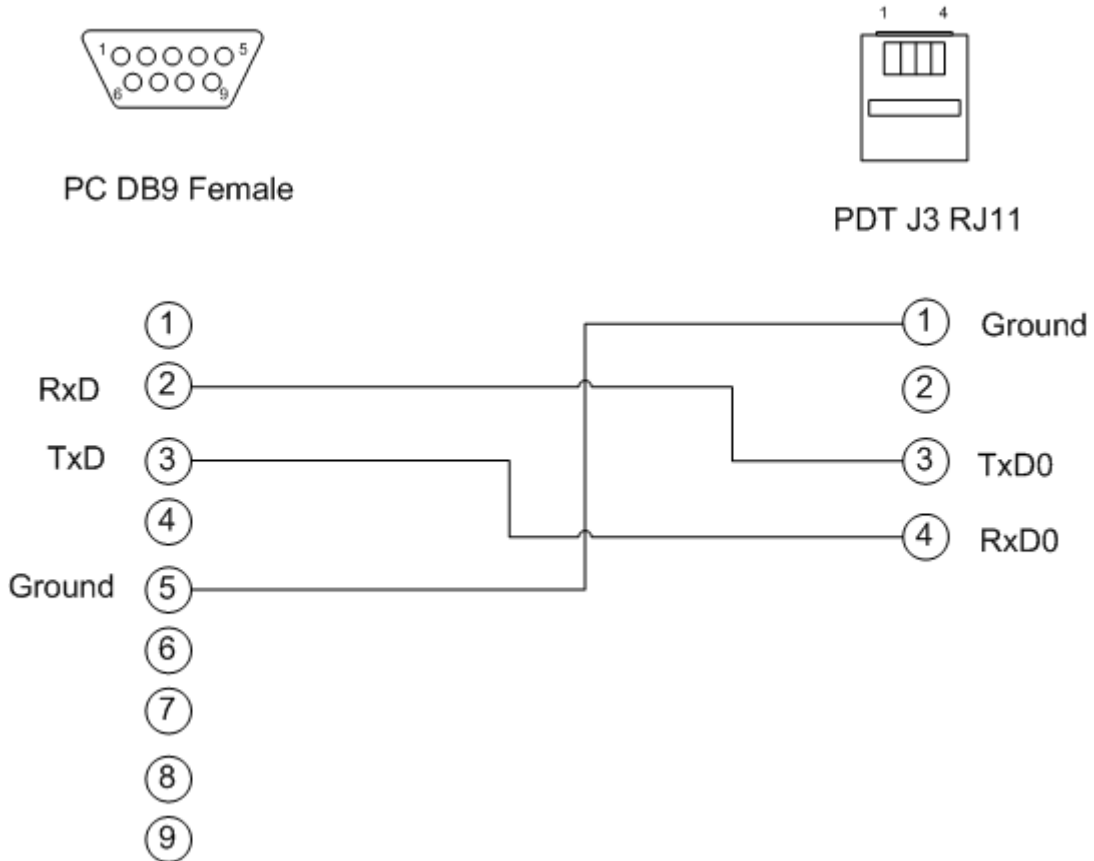 1 5
6 9
PC DB9 Female
1 4
PDT J3 RJ11
1
RxD 2
TxD 3
4
Ground 5
6
7
8
9
1 Ground
2
3 TxD0
4 RxD0